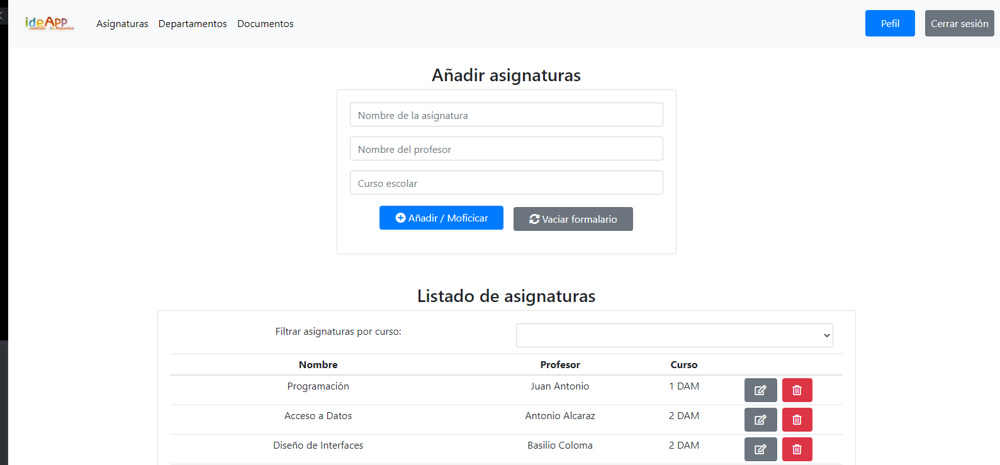 ideApp
Instituto de Alquerías
Asignaturas Departamentos Documentos Pefil Cerrar sesión
Añadir asignaturas
Nombre de la asignatura
Nombre del profesor
Curso escolar
Añadir / Moficicar Vaciar formalario
Listado de asignaturas
Filtrar asignaturas por curso:
Nombre Profesor Curso
Programación Juan Antonio 1 DAM
Acceso a Datos Antonio Alcaraz 2 DAM
Diseño de Interfaces Basilio Coloma 2 DAM